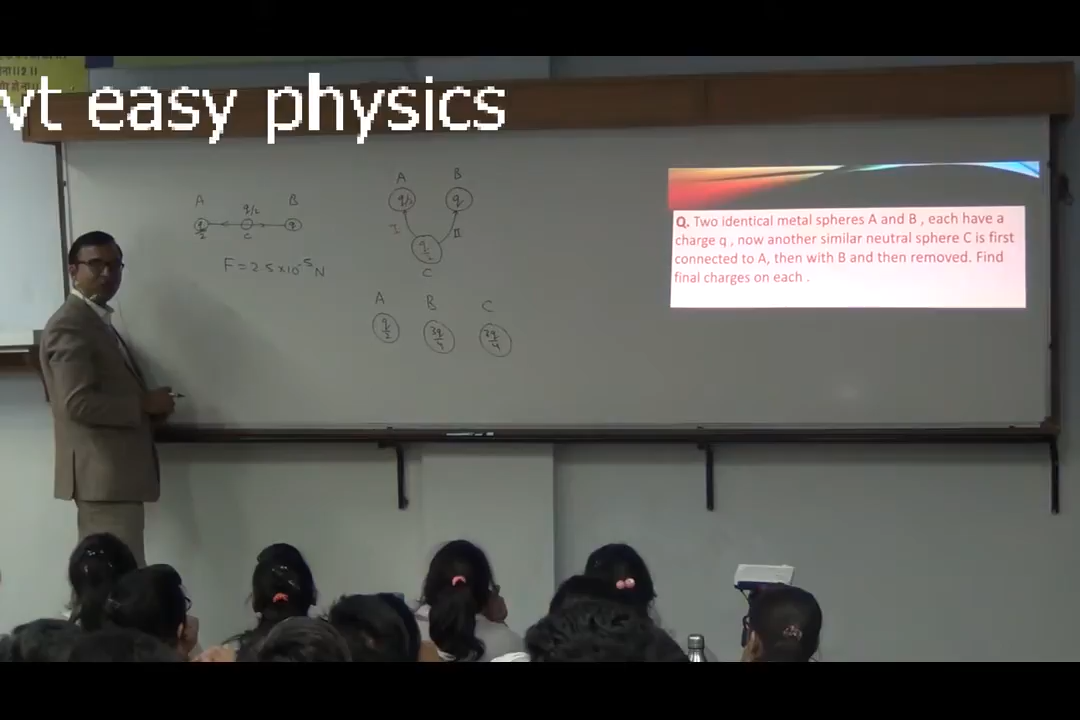 vt easy physics
A B
q/2
q/2 C q
F = 2.5×10⁻⁵ N
A B
q/2 q
I II
q/2
C
A B C
q/2 3q/4 3q/4
Q. Two identical metal spheres A and B , each have a
charge q , now another similar neutral sphere C is first
connected to A, then with B and then removed. Find
final charges on each .